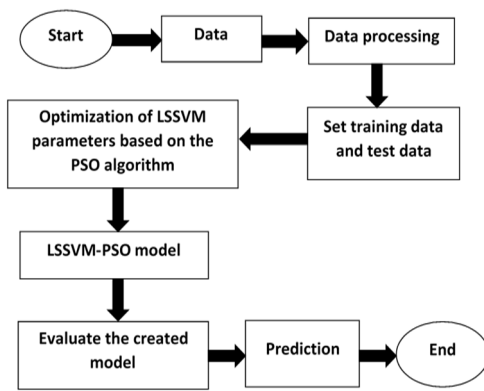 Start
Data
Data processing
Set training data
and test data
Optimization of LSSVM
parameters based on the
PSO algorithm
LSSVM-PSO model
Evaluate the created
model
Prediction
End